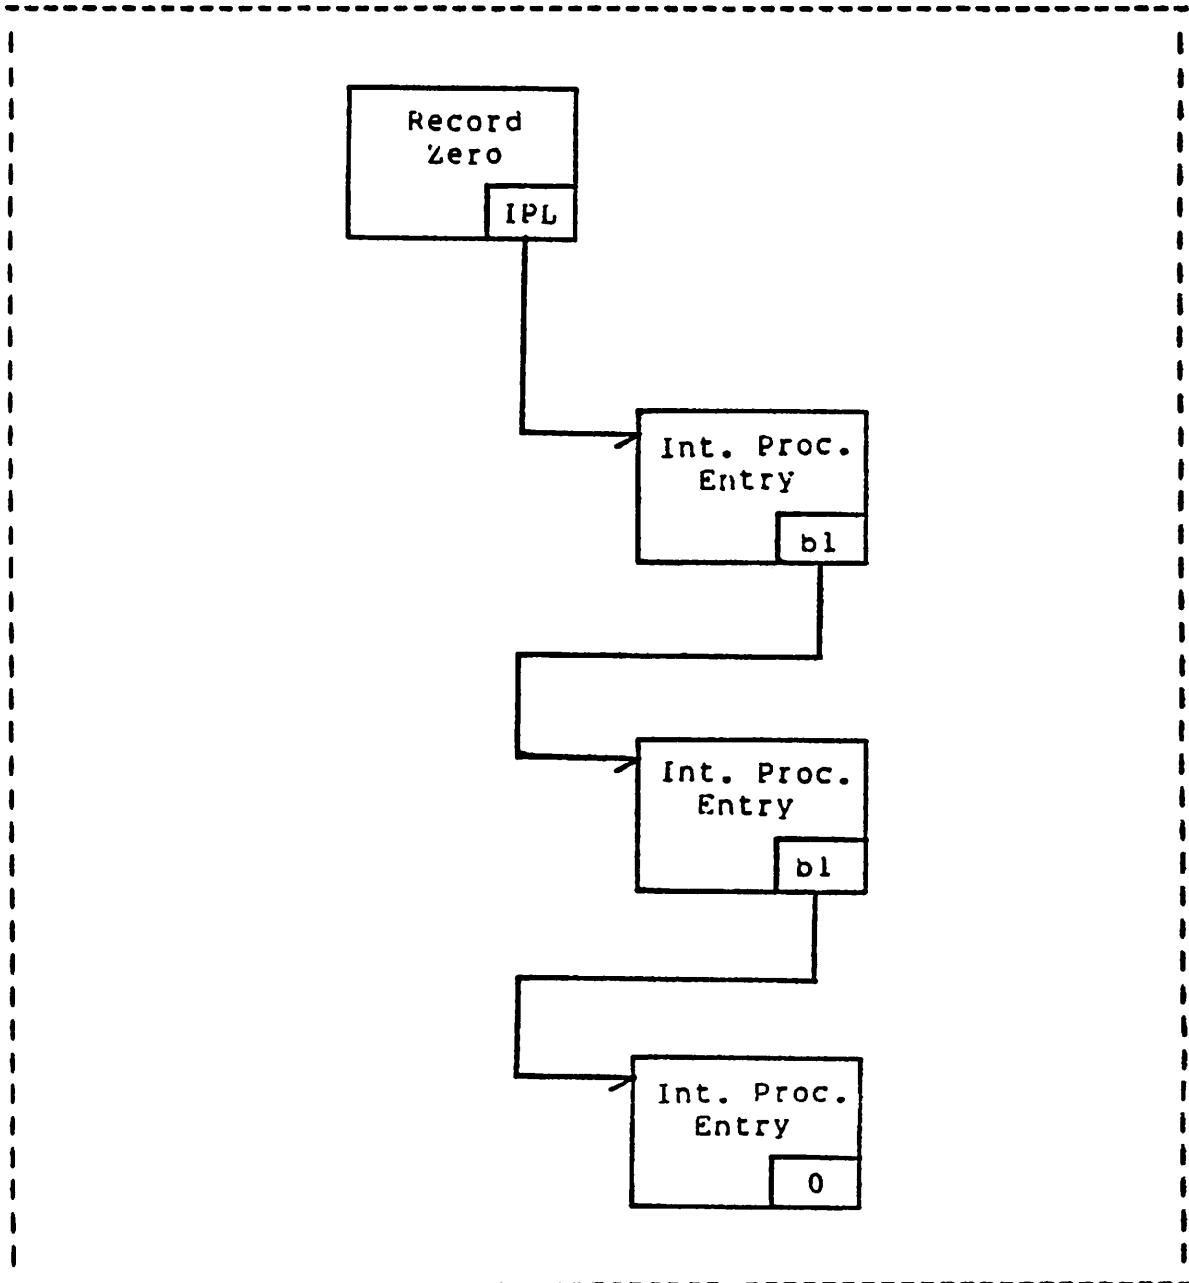 Record
Zero
IPL
Int. Proc.
Entry
bl
Int. Proc.
Entry
bl
Int. Proc.
Entry
0